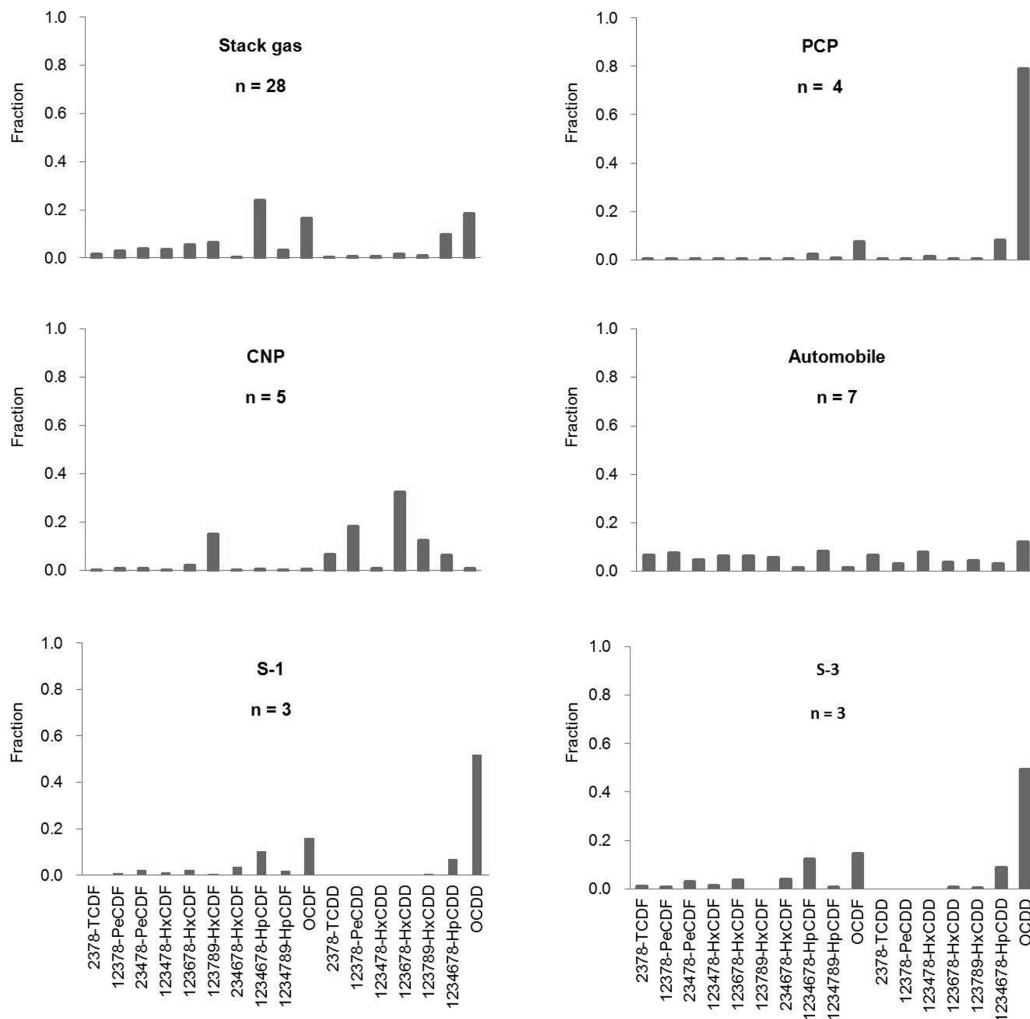 1.0
0.8
0.6
0.4
0.2
0.0
Fraction
Stack gas
n = 28
1.0
0.8
0.6
0.4
0.2
0.0
Fraction
PCP
n = 4
1.0
0.8
0.6
0.4
0.2
0.0
Fraction
CNP
n = 5
1.0
0.8
0.6
0.4
0.2
0.0
Fraction
Automobile
n = 7
1.0
0.8
0.6
0.4
0.2
0.0
Fraction
S-1
n = 3
2378-TCDF
12378-PeCDF
23478-PeCDF
123478-HxCDF
123678-HxCDF
123789-HxCDF
234678-HxCDF
1234678-HpCDF
1234789-HpCDF
OCDF
2378-TCDD
12378-PeCDD
123478-HxCDD
123678-HxCDD
123789-HxCDD
1234678-HpCDD
OCDD
1.0
0.8
0.6
0.4
0.2
0.0
Fraction
S-3
n = 3
2378-TCDF
12378-PeCDF
23478-PeCDF
123478-HxCDF
123678-HxCDF
123789-HxCDF
234678-HxCDF
1234678-HpCDF
1234789-HpCDF
OCDF
2378-TCDD
12378-PeCDD
123478-HxCDD
123678-HxCDD
123789-HxCDD
1234678-HpCDD
OCDD